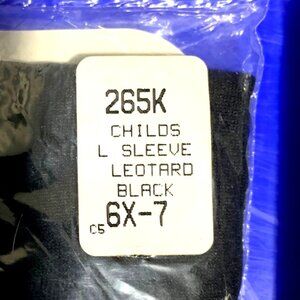 265K
CHILDS
L SLEEVE
LEOTARD
BLACK
C5 6X-7